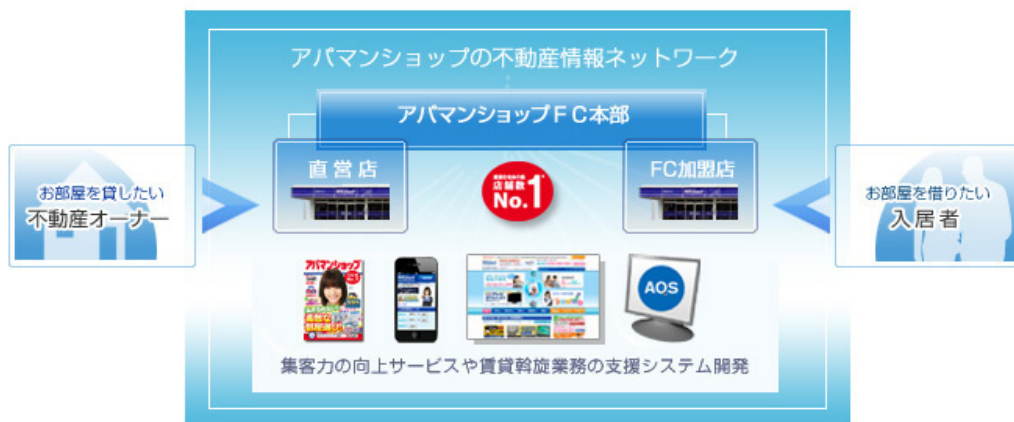 アパマンショップの不動産情報ネットワーク
アパマンショップFC本部
直営店
FC加盟店
店舗数
No.1
お部屋を貸したい
不動産オーナー
お部屋を借りたい
入居者
アパマンショップ
AOS
集客力の向上サービスや賃貸斡旋業務の支援システム開発